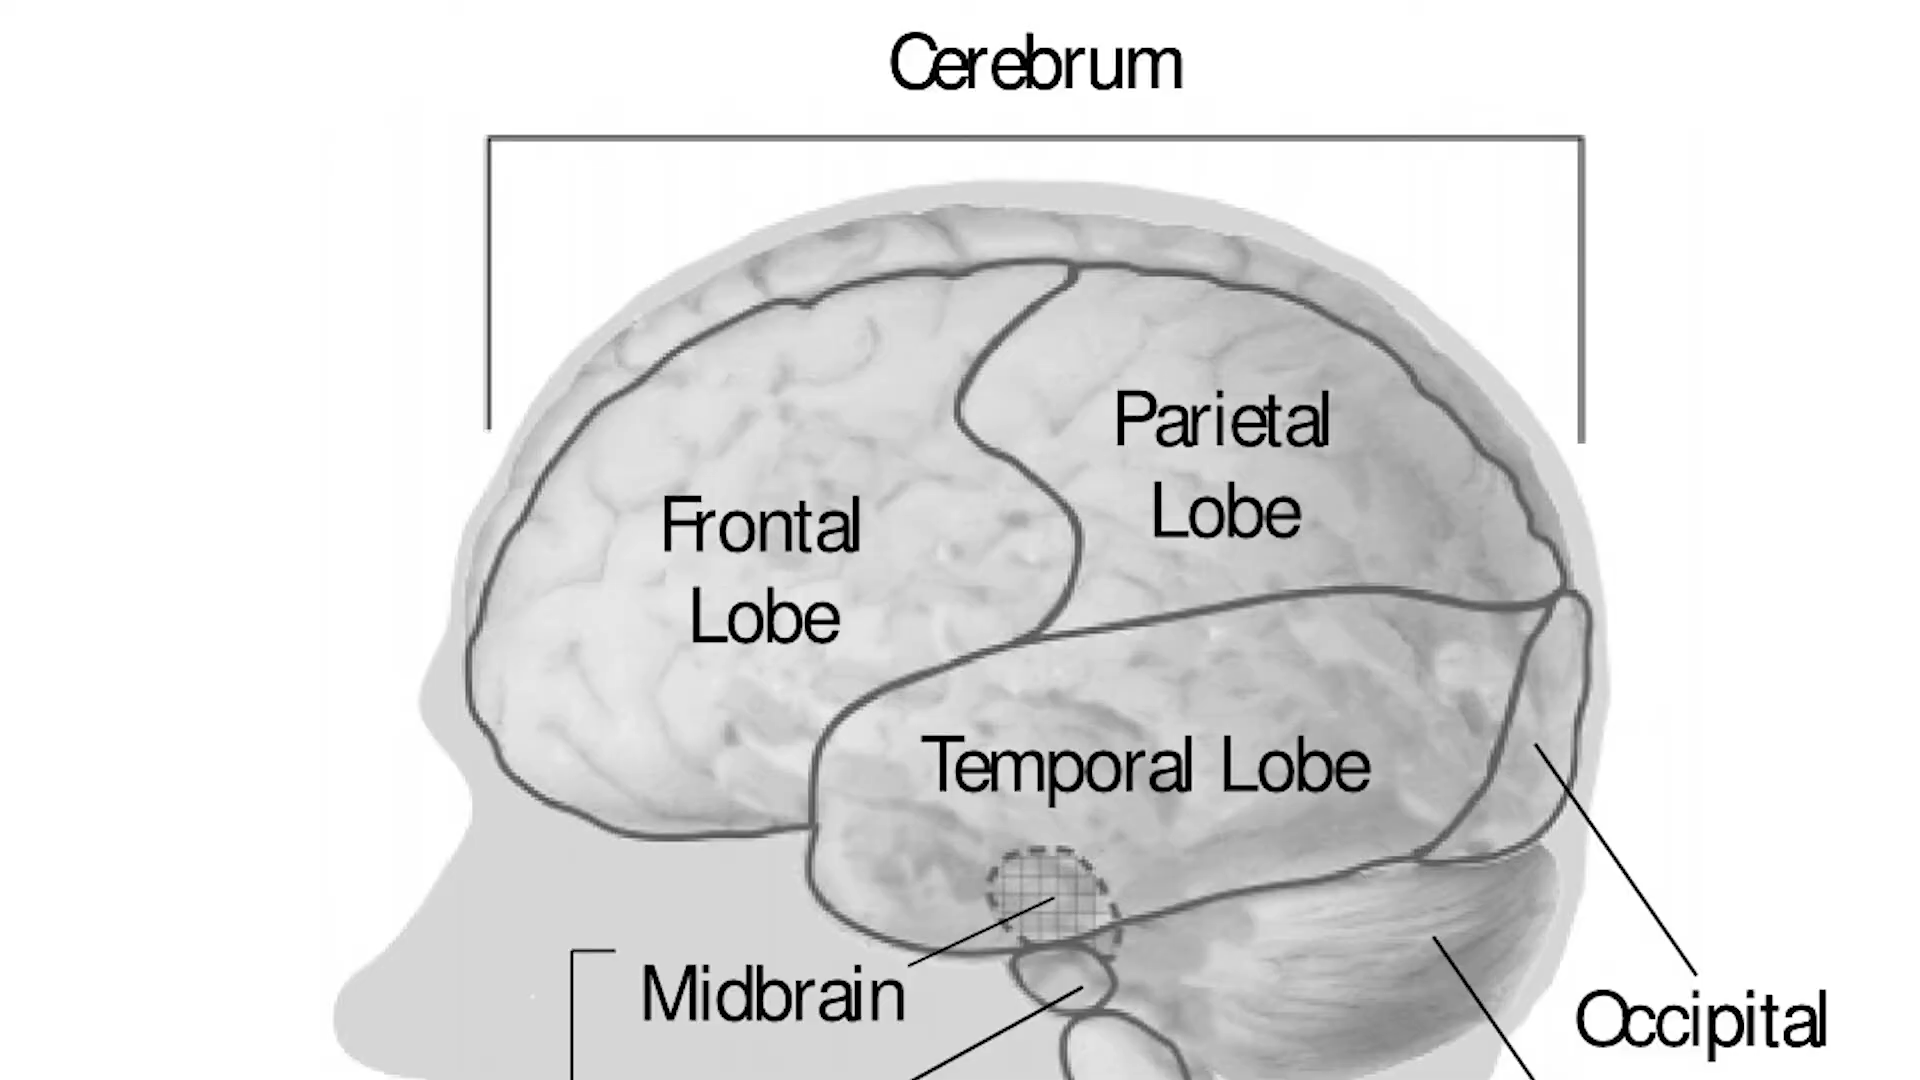 Cerebrum
Parietal
Lobe
Frontal
Lobe
Temporal Lobe
Midbrain
Occipital